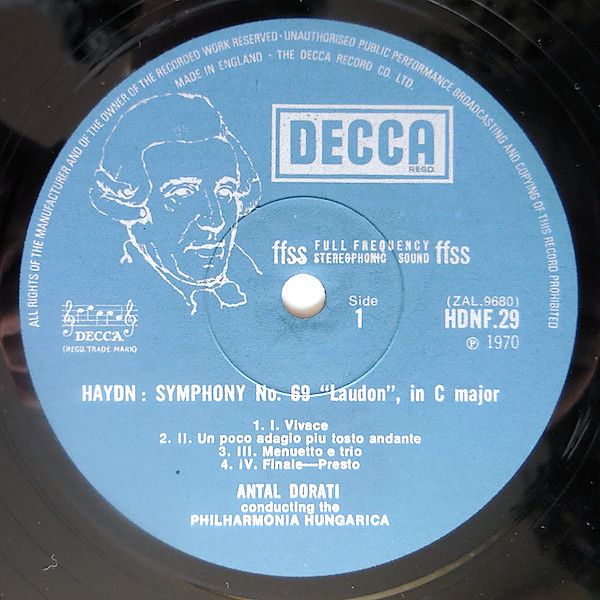 ALL RIGHTS OF THE MANUFACTURER AND OF THE OWNER OF THE RECORDED WORK RESERVED · UNAUTHORISED PUBLIC PERFORMANCE BROADCASTING AND COPYING OF THIS RECORD PROHIBITED
MADE IN ENGLAND · THE DECCA RECORD CO. LTD.
DECCA
REGD.
ffss FULL FREQUENCY STEREOPHONIC SOUND ffss
Side
1
(ZAL.9680)
HDNF.29
Ⓟ 1970
DECCA
(REGD. TRADE MARK)
HAYDN : SYMPHONY No. 69 "Laudon", in C major
1. I. Vivace
2. II. Un poco adagio piu tosto andante
3. III. Menuetto e trio
4. IV. Finale—Presto
ANTAL DORATI
conducting the
PHILHARMONIA HUNGARICA